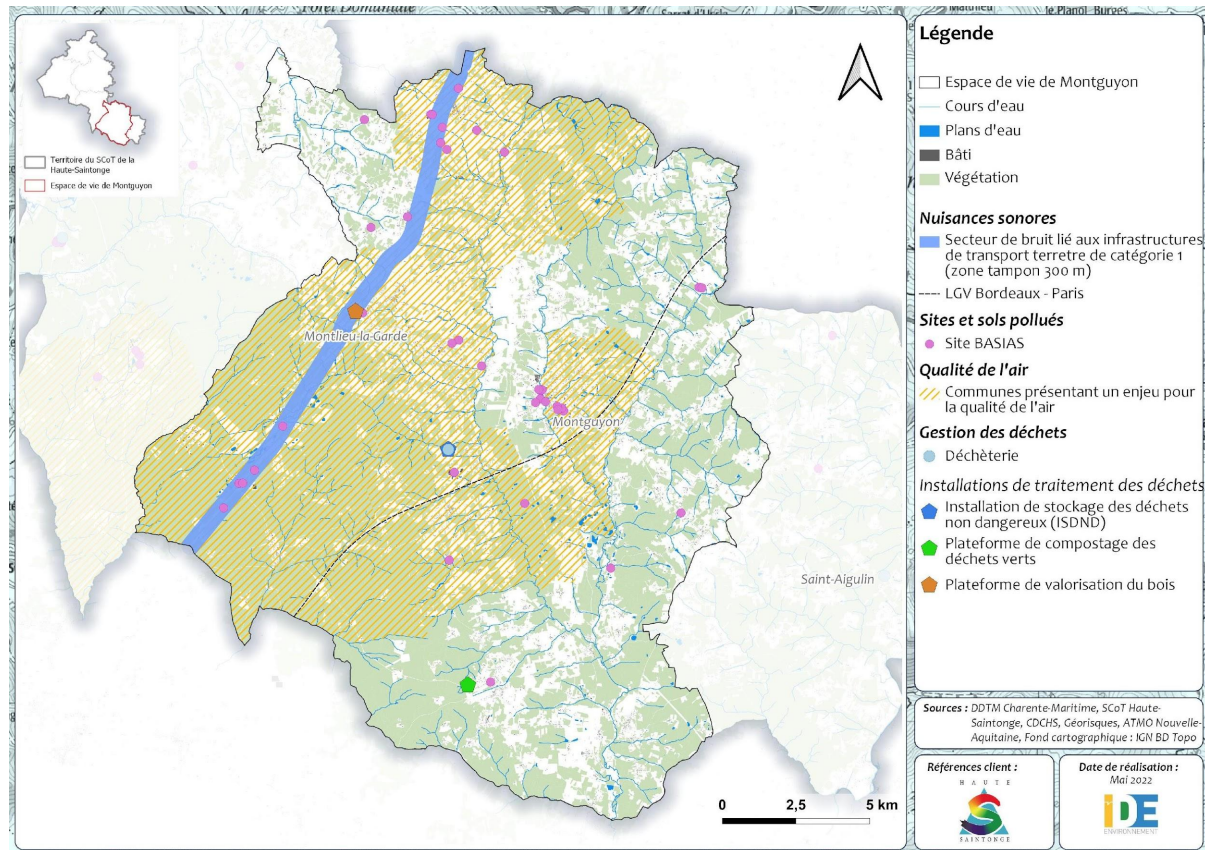 Forêt Domaniale
le Planol Burges
Territoire du SCoT de la
Haute-Saintonge
Espace de vie de Montguyon
Montlieu-la-Garde
Montguyon
Saint-Aigulin
0 2,5 5 km
Légende
Espace de vie de Montguyon
Cours d'eau
Plans d'eau
Bâti
Végétation
Nuisances sonores
Secteur de bruit lié aux infrastructures
de transport terretre de catégorie 1
(zone tampon 300 m)
LGV Bordeaux - Paris
Sites et sols pollués
Site BASIAS
Qualité de l'air
Communes présentant un enjeu pour
la qualité de l'air
Gestion des déchets
Déchèterie
Installations de traitement des déchets
Installation de stockage des déchets
non dangereux (ISDND)
Plateforme de compostage des
déchets verts
Plateforme de valorisation du bois
Sources : DDTM Charente-Maritime, SCoT Haute-
Saintonge, CDCHS, Géorisques, ATMO Nouvelle-
Aquitaine, Fond cartographique : IGN BD Topo
Références client :
HAUTE
SAINTONGE
Date de réalisation :
Mai 2022
IDE
ENVIRONNEMENT